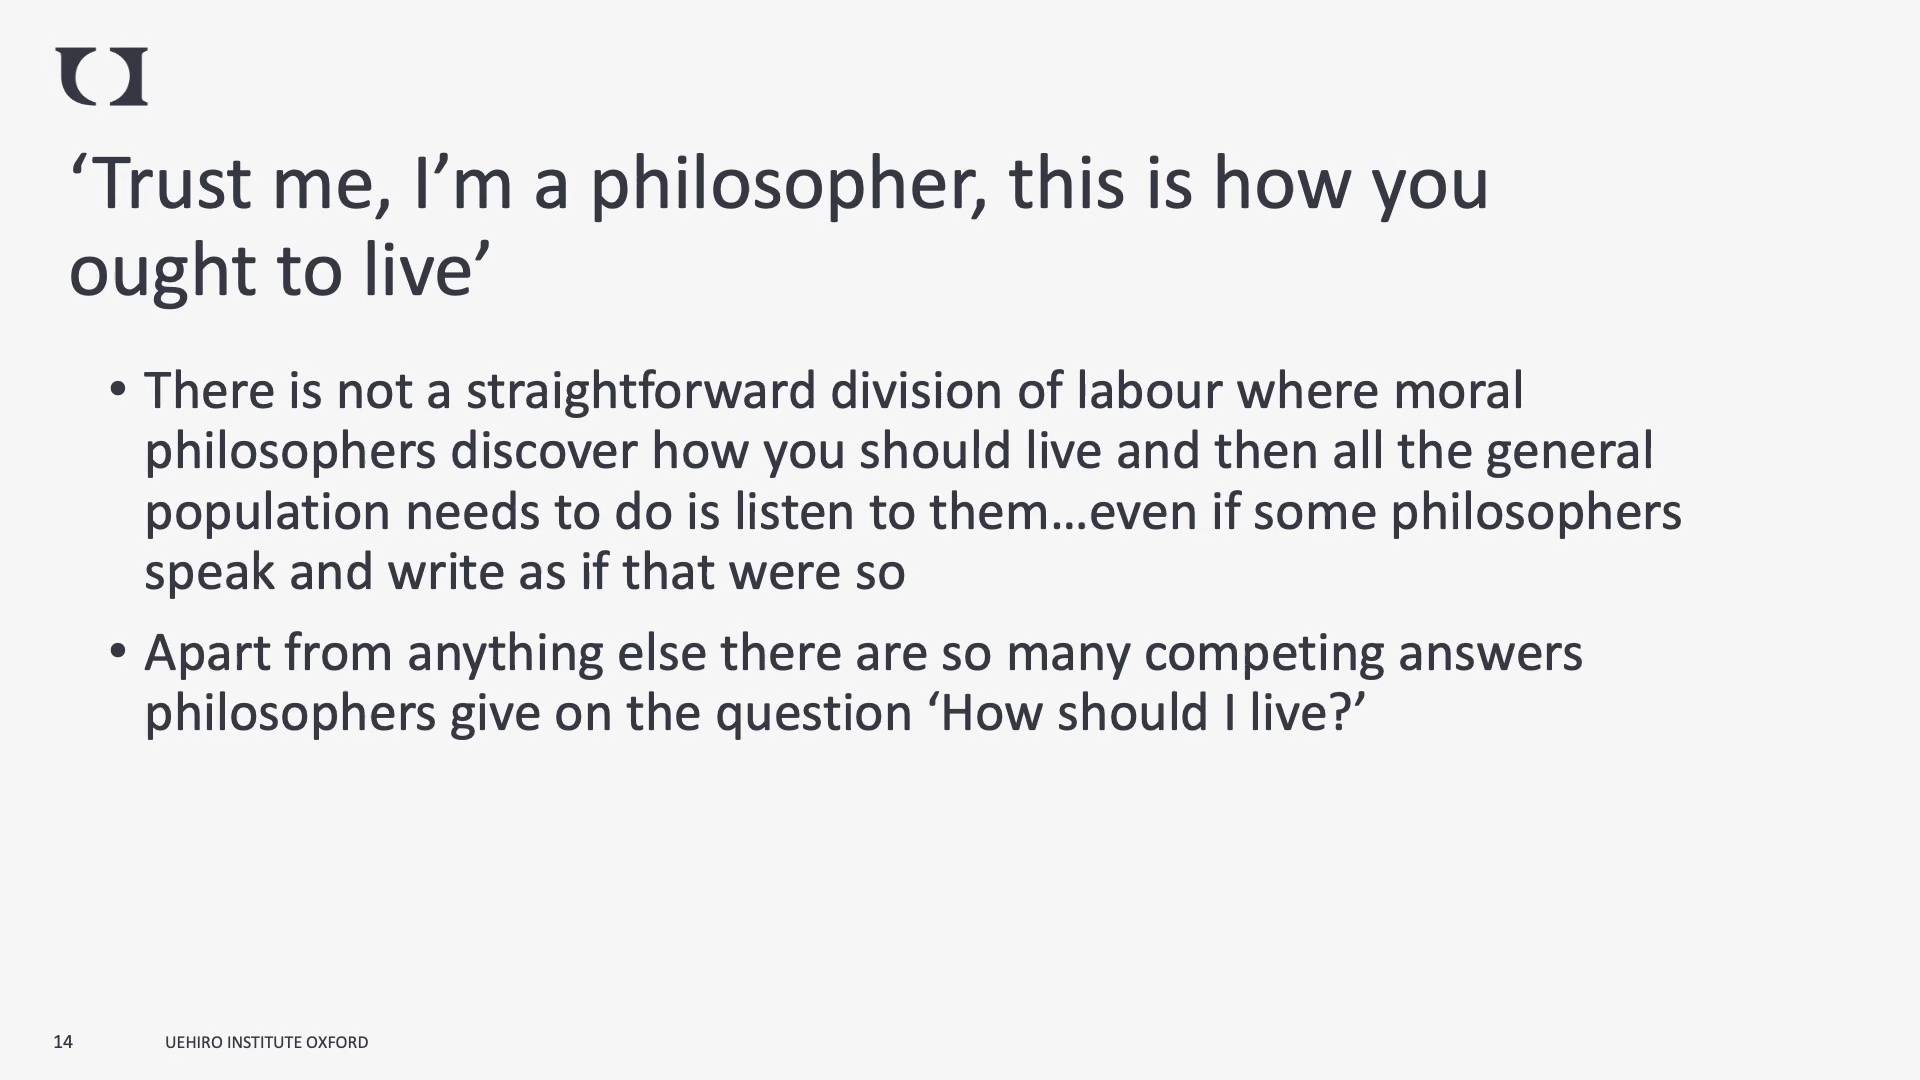 ‘Trust me, I’m a philosopher, this is how you
ought to live’
• There is not a straightforward division of labour where moral
philosophers discover how you should live and then all the general
population needs to do is listen to them…even if some philosophers
speak and write as if that were so
• Apart from anything else there are so many competing answers
philosophers give on the question ‘How should I live?’
14 UEHIRO INSTITUTE OXFORD